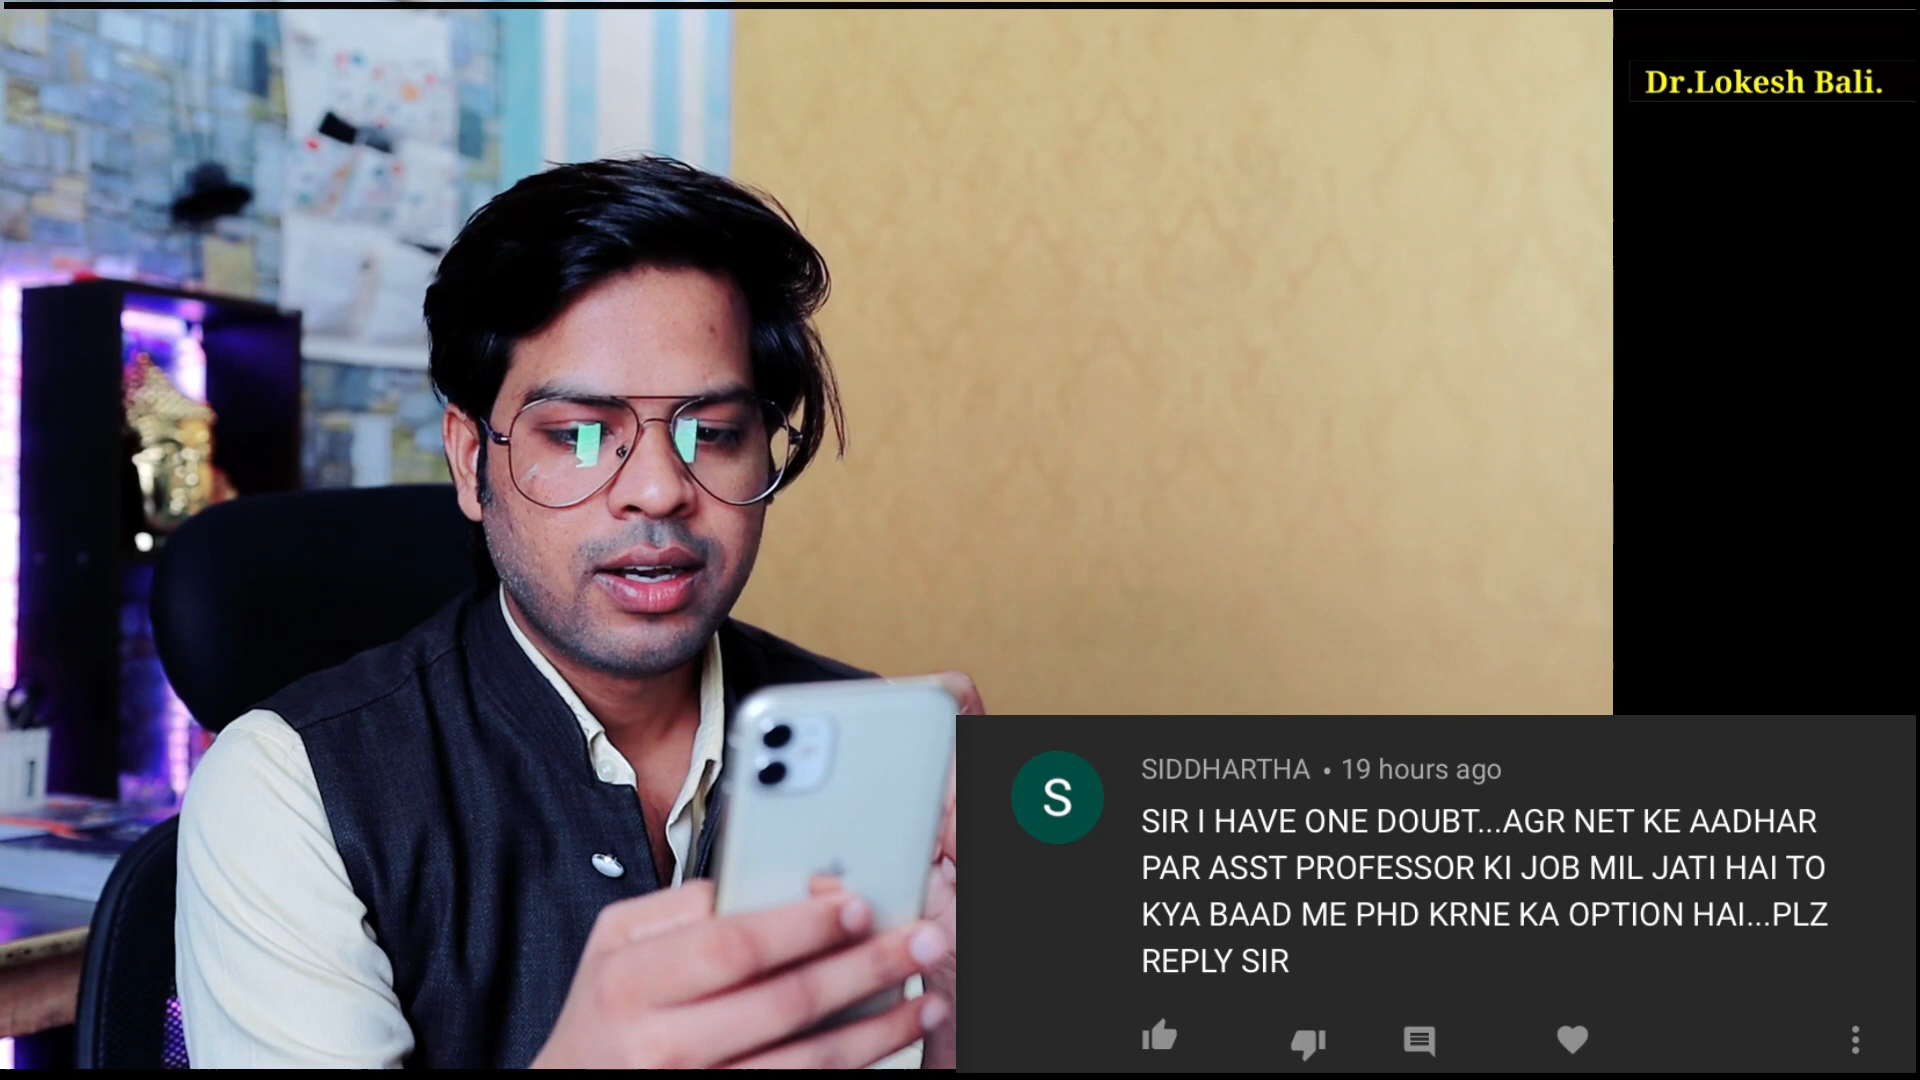 Dr.Lokesh Bali.
SIDDHARTHA • 19 hours ago
S
SIR I HAVE ONE DOUBT...AGR NET KE AADHAR
PAR ASST PROFESSOR KI JOB MIL JATI HAI TO
KYA BAAD ME PHD KRNE KA OPTION HAI...PLZ
REPLY SIR